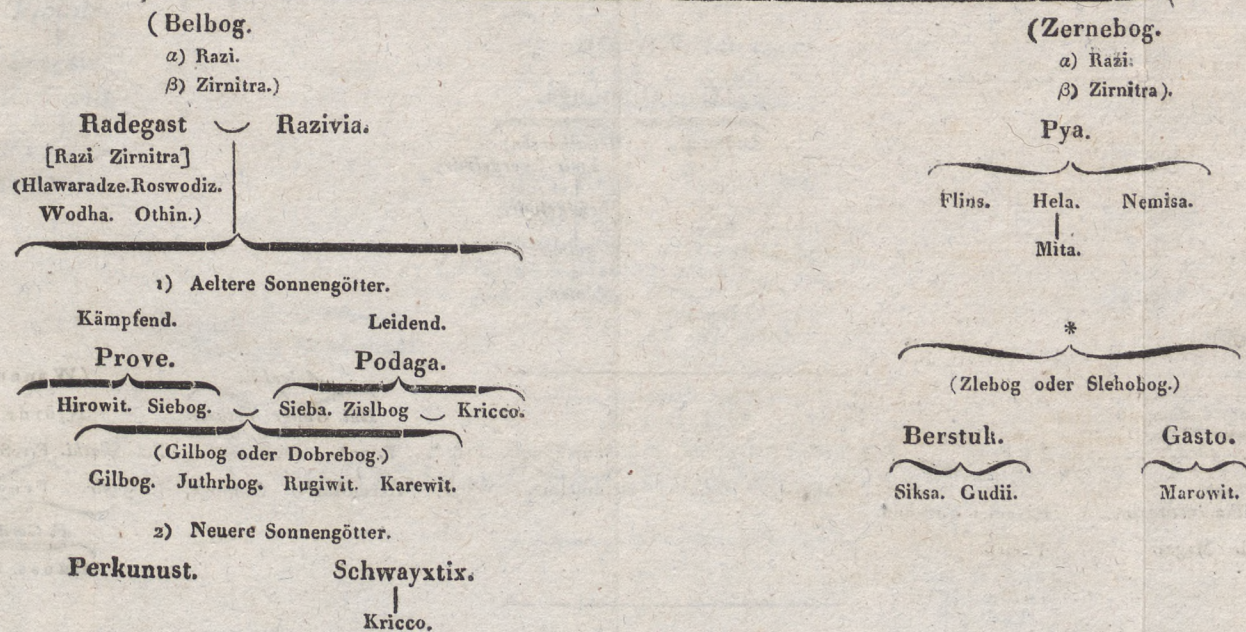 (Belbog.
α) Razi.
β) Zirnitra.)
Radegast Razivia.
[Razi Zirnitra]
(Hlawaradze. Roswodiz.
Wodha. Othin.)
1) Aeltere Sonnengötter.
Kämpfend. Leidend.
Prove. Podaga.
Hirowit. Siebog. Sieba. Zislbog Kricco.
(Gilbog oder Dobrebog.)
Gilbog. Juthrbog. Rugiwit. Karewit.
2) Neuere Sonnengötter.
Perkunust. Schwayxtix.
Kricco.
(Zernebog.
α) Razi.
β) Zirnitra).
Pya.
Flins. Hela. Nemisa.
Mita.
*
(Zlebog oder Slehobog.)
Berstuk. Gasto.
Siksa. Gudii. Marowit.